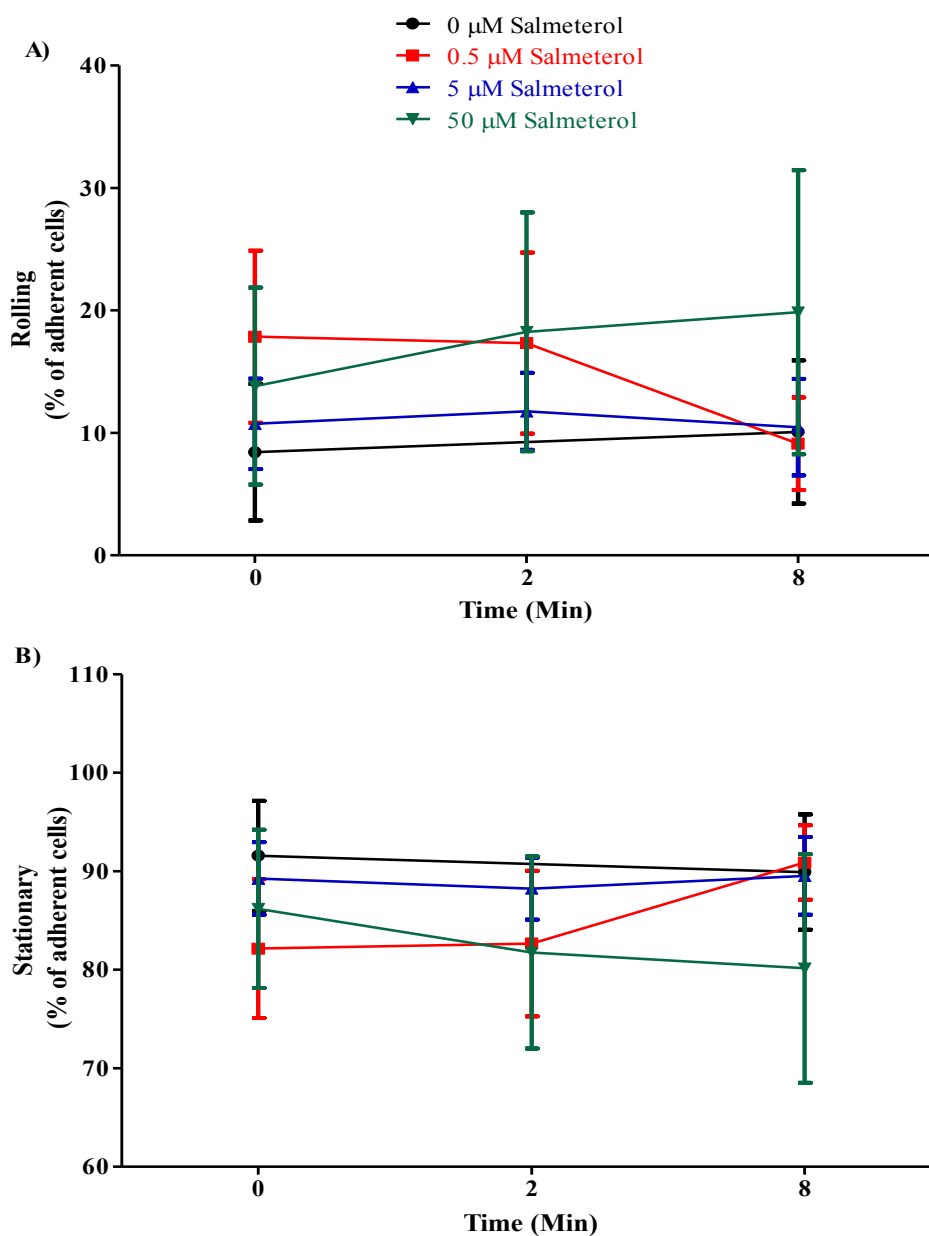 0 μM Salmeterol
A)
0.5 μM Salmeterol
5 μM Salmeterol
50 μM Salmeterol
40
30
20
10
0
Rolling
(% of adherent cells)
0 2 8
Time (Min)
B)
110
100
90
80
70
60
Stationary
(% of adherent cells)
0 2 8
Time (Min)